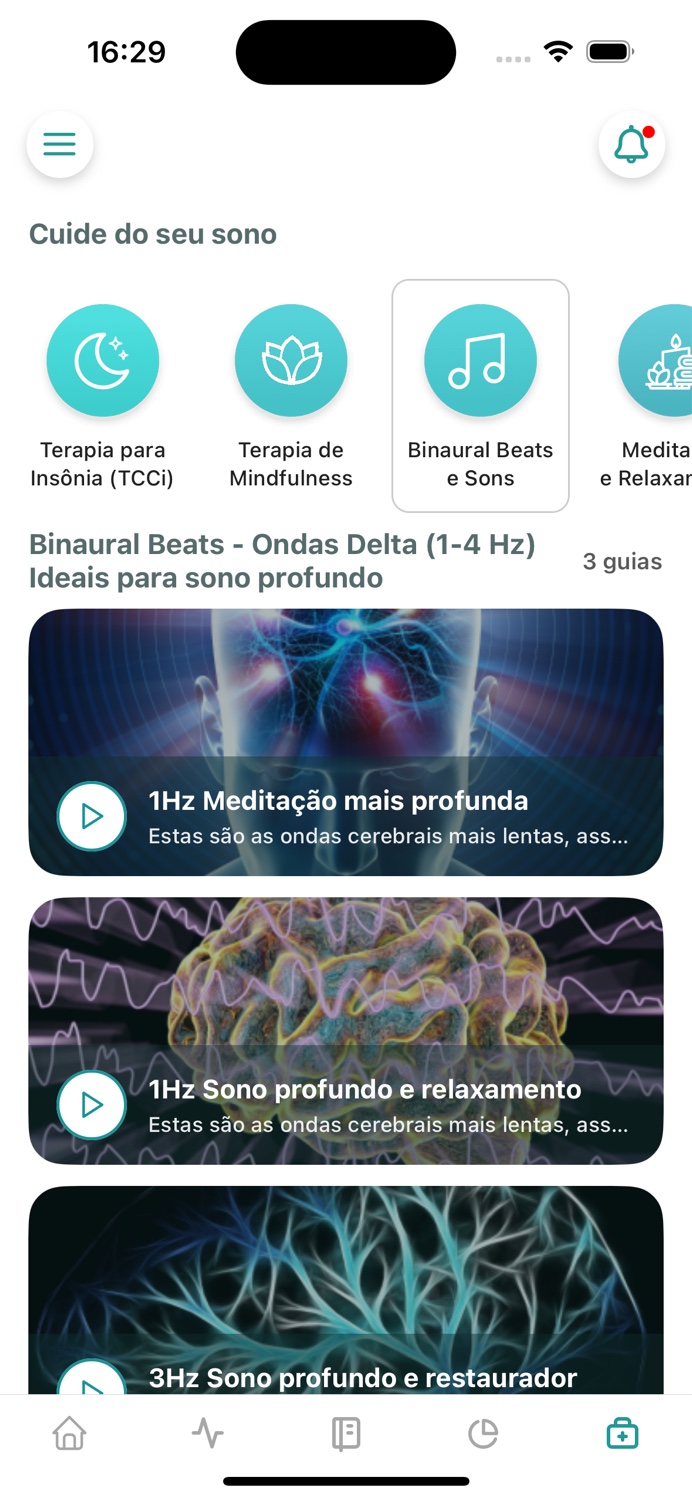 16:29
Cuide do seu sono
Terapia para
Insônia (TCCi)
Terapia de
Mindfulness
Binaural Beats
e Sons
Medita
e Relaxar
Binaural Beats - Ondas Delta (1-4 Hz)
Ideais para sono profundo
3 guias
1Hz Meditação mais profunda
Estas são as ondas cerebrais mais lentas, ass...
1Hz Sono profundo e relaxamento
Estas são as ondas cerebrais mais lentas, ass...
3Hz Sono profundo e restaurador